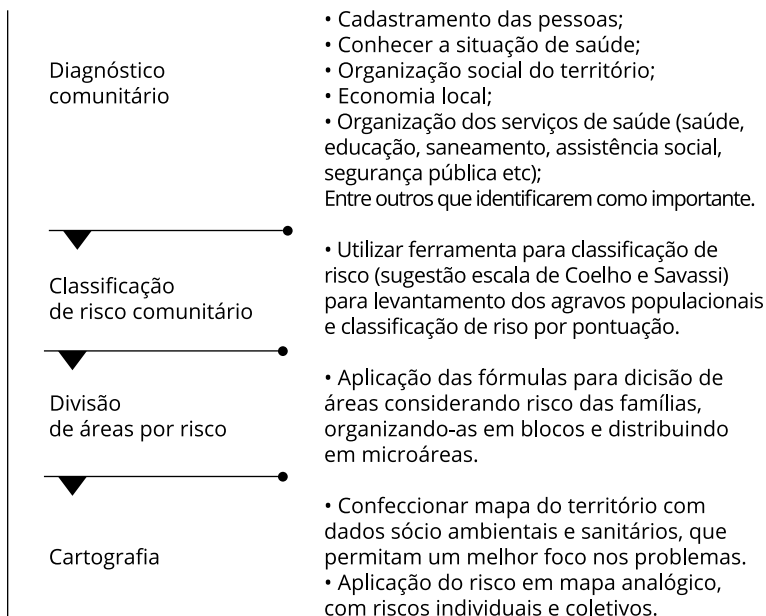 Diagnóstico
comunitário
• Cadastramento das pessoas;
• Conhecer a situação de saúde;
• Organização social do território;
• Economia local;
• Organização dos serviços de saúde (saúde,
educação, saneamento, assistência social,
segurança pública etc);
Entre outros que identificarem como importante.
Classificação
de risco comunitário
• Utilizar ferramenta para classificação de
risco (sugestão escala de Coelho e Savassi)
para levantamento dos agravos populacionais
e classificação de riso por pontuação.
Divisão
de áreas por risco
• Aplicação das fórmulas para dicisão de
áreas considerando risco das famílias,
organizando-as em blocos e distribuindo
em microáreas.
Cartografia
• Confeccionar mapa do território com
dados sócio ambientais e sanitários, que
permitam um melhor foco nos problemas.
• Aplicação do risco em mapa analógico,
com riscos individuais e coletivos.